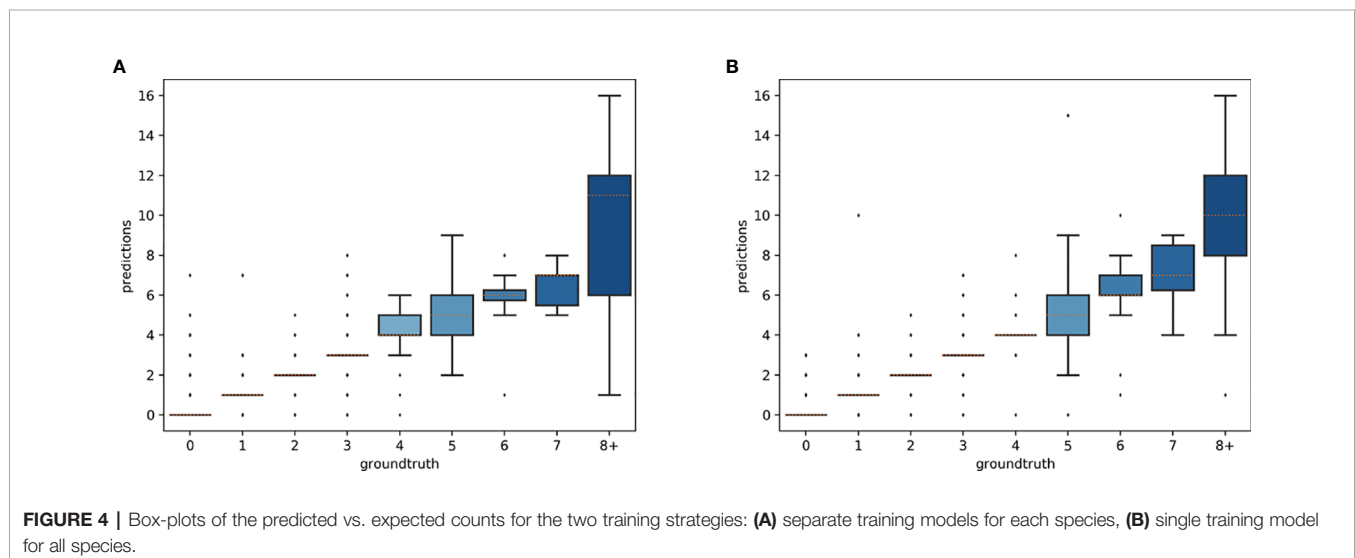 A
B
16
14
12
10
8
6
4
2
0
predictions
0 1 2 3 4 5 6 7 8+
groundtruth
16
14
12
10
8
6
4
2
0
predictions
0 1 2 3 4 5 6 7 8+
groundtruth
FIGURE 4 | Box-plots of the predicted vs. expected counts for the two training strategies: (A) separate training models for each species, (B) single training model
for all species.